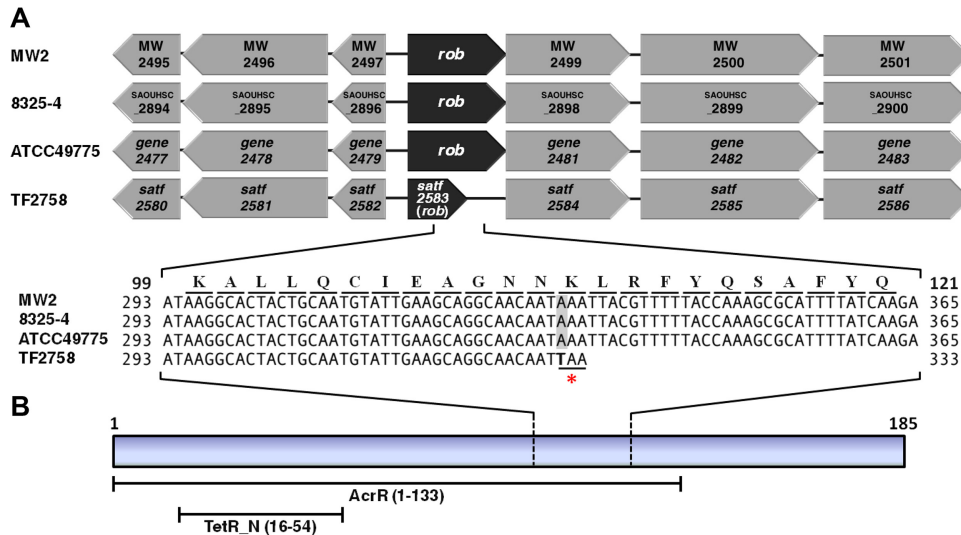 A
MW2
MW
2495
MW
2496
MW
2497
rob
MW
2499
MW
2500
MW
2501
8325-4
SAOUHSC
_2894
SAOUHSC
_2895
SAOUHSC
_2896
rob
SAOUHSC
_2898
SAOUHSC
_2899
SAOUHSC
_2900
ATCC49775
gene
2477
gene
2478
gene
2479
rob
gene
2481
gene
2482
gene
2483
TF2758
satf
2580
satf
2581
satf
2582
satf
2583
(rob)
satf
2584
satf
2585
satf
2586
99 K A L L Q C I E A G N N K L R F Y Q S A F Y Q 121
MW2 293 ATAAGGCACTACTGCAATGTATTGAAGCAGGCAACAATAAATTACGTTTTTACCAAAGCGCATTTTATCAAGA 365
8325-4 293 ATAAGGCACTACTGCAATGTATTGAAGCAGGCAACAATAAATTACGTTTTTACCAAAGCGCATTTTATCAAGA 365
ATCC49775 293 ATAAGGCACTACTGCAATGTATTGAAGCAGGCAACAATAAATTACGTTTTTACCAAAGCGCATTTTATCAAGA 365
TF2758 293 ATAAGGCACTACTGCAATGTATTGAAGCAGGCAACAATTAA 333
*
B
1 185
AcrR (1-133)
TetR_N (16-54)